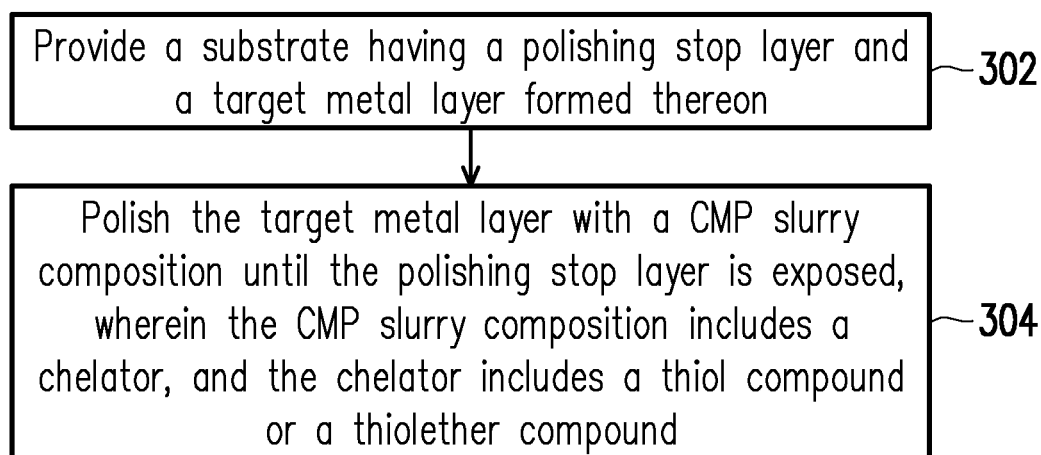 Provide a substrate having a polishing stop layer and
a target metal layer formed thereon
302
Polish the target metal layer with a CMP slurry
composition until the polishing stop layer is exposed,
wherein the CMP slurry composition includes a
chelator, and the chelator includes a thiol compound
or a thiolether compound
304